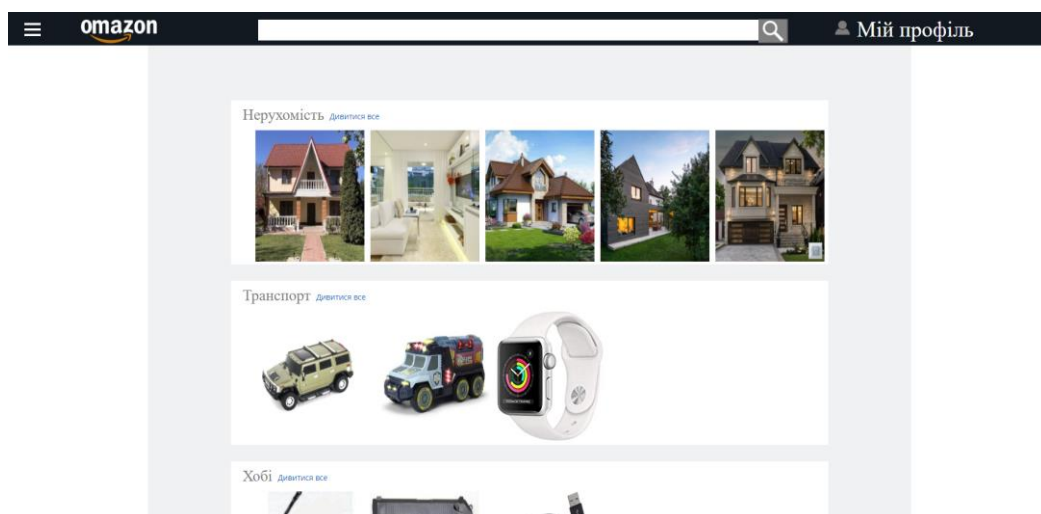 omazon
Мій профіль
Нерухомість Дивитися все
Транспорт Дивитися все
Хобі Дивитися все